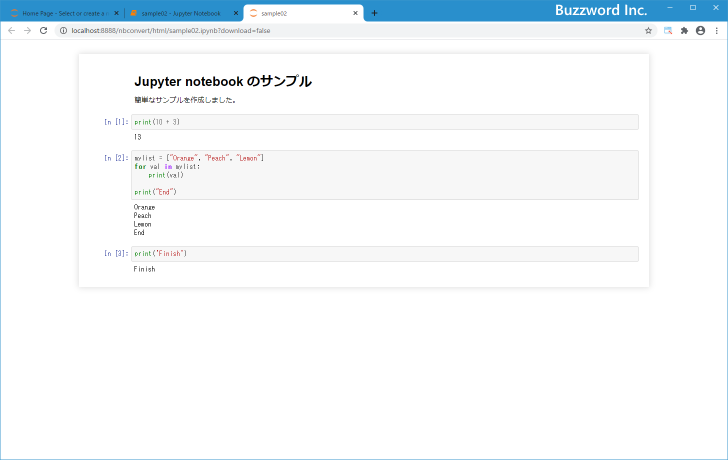 Home Page - Select or create a
sample02 - Jupyter Notebook
sample02
Buzzword Inc.
localhost:8888/nbconvert/html/sample02.ipynb?download=false
Jupyter notebook のサンプル
簡単なサンプルを作成しました。
In [1]: print(10 + 3)
13
In [2]: mylist = ["Orange", "Peach", "Lemon"]
for val in mylist:
    print(val)
print("End")
Orange
Peach
Lemon
End
In [3]: print("Finish")
Finish